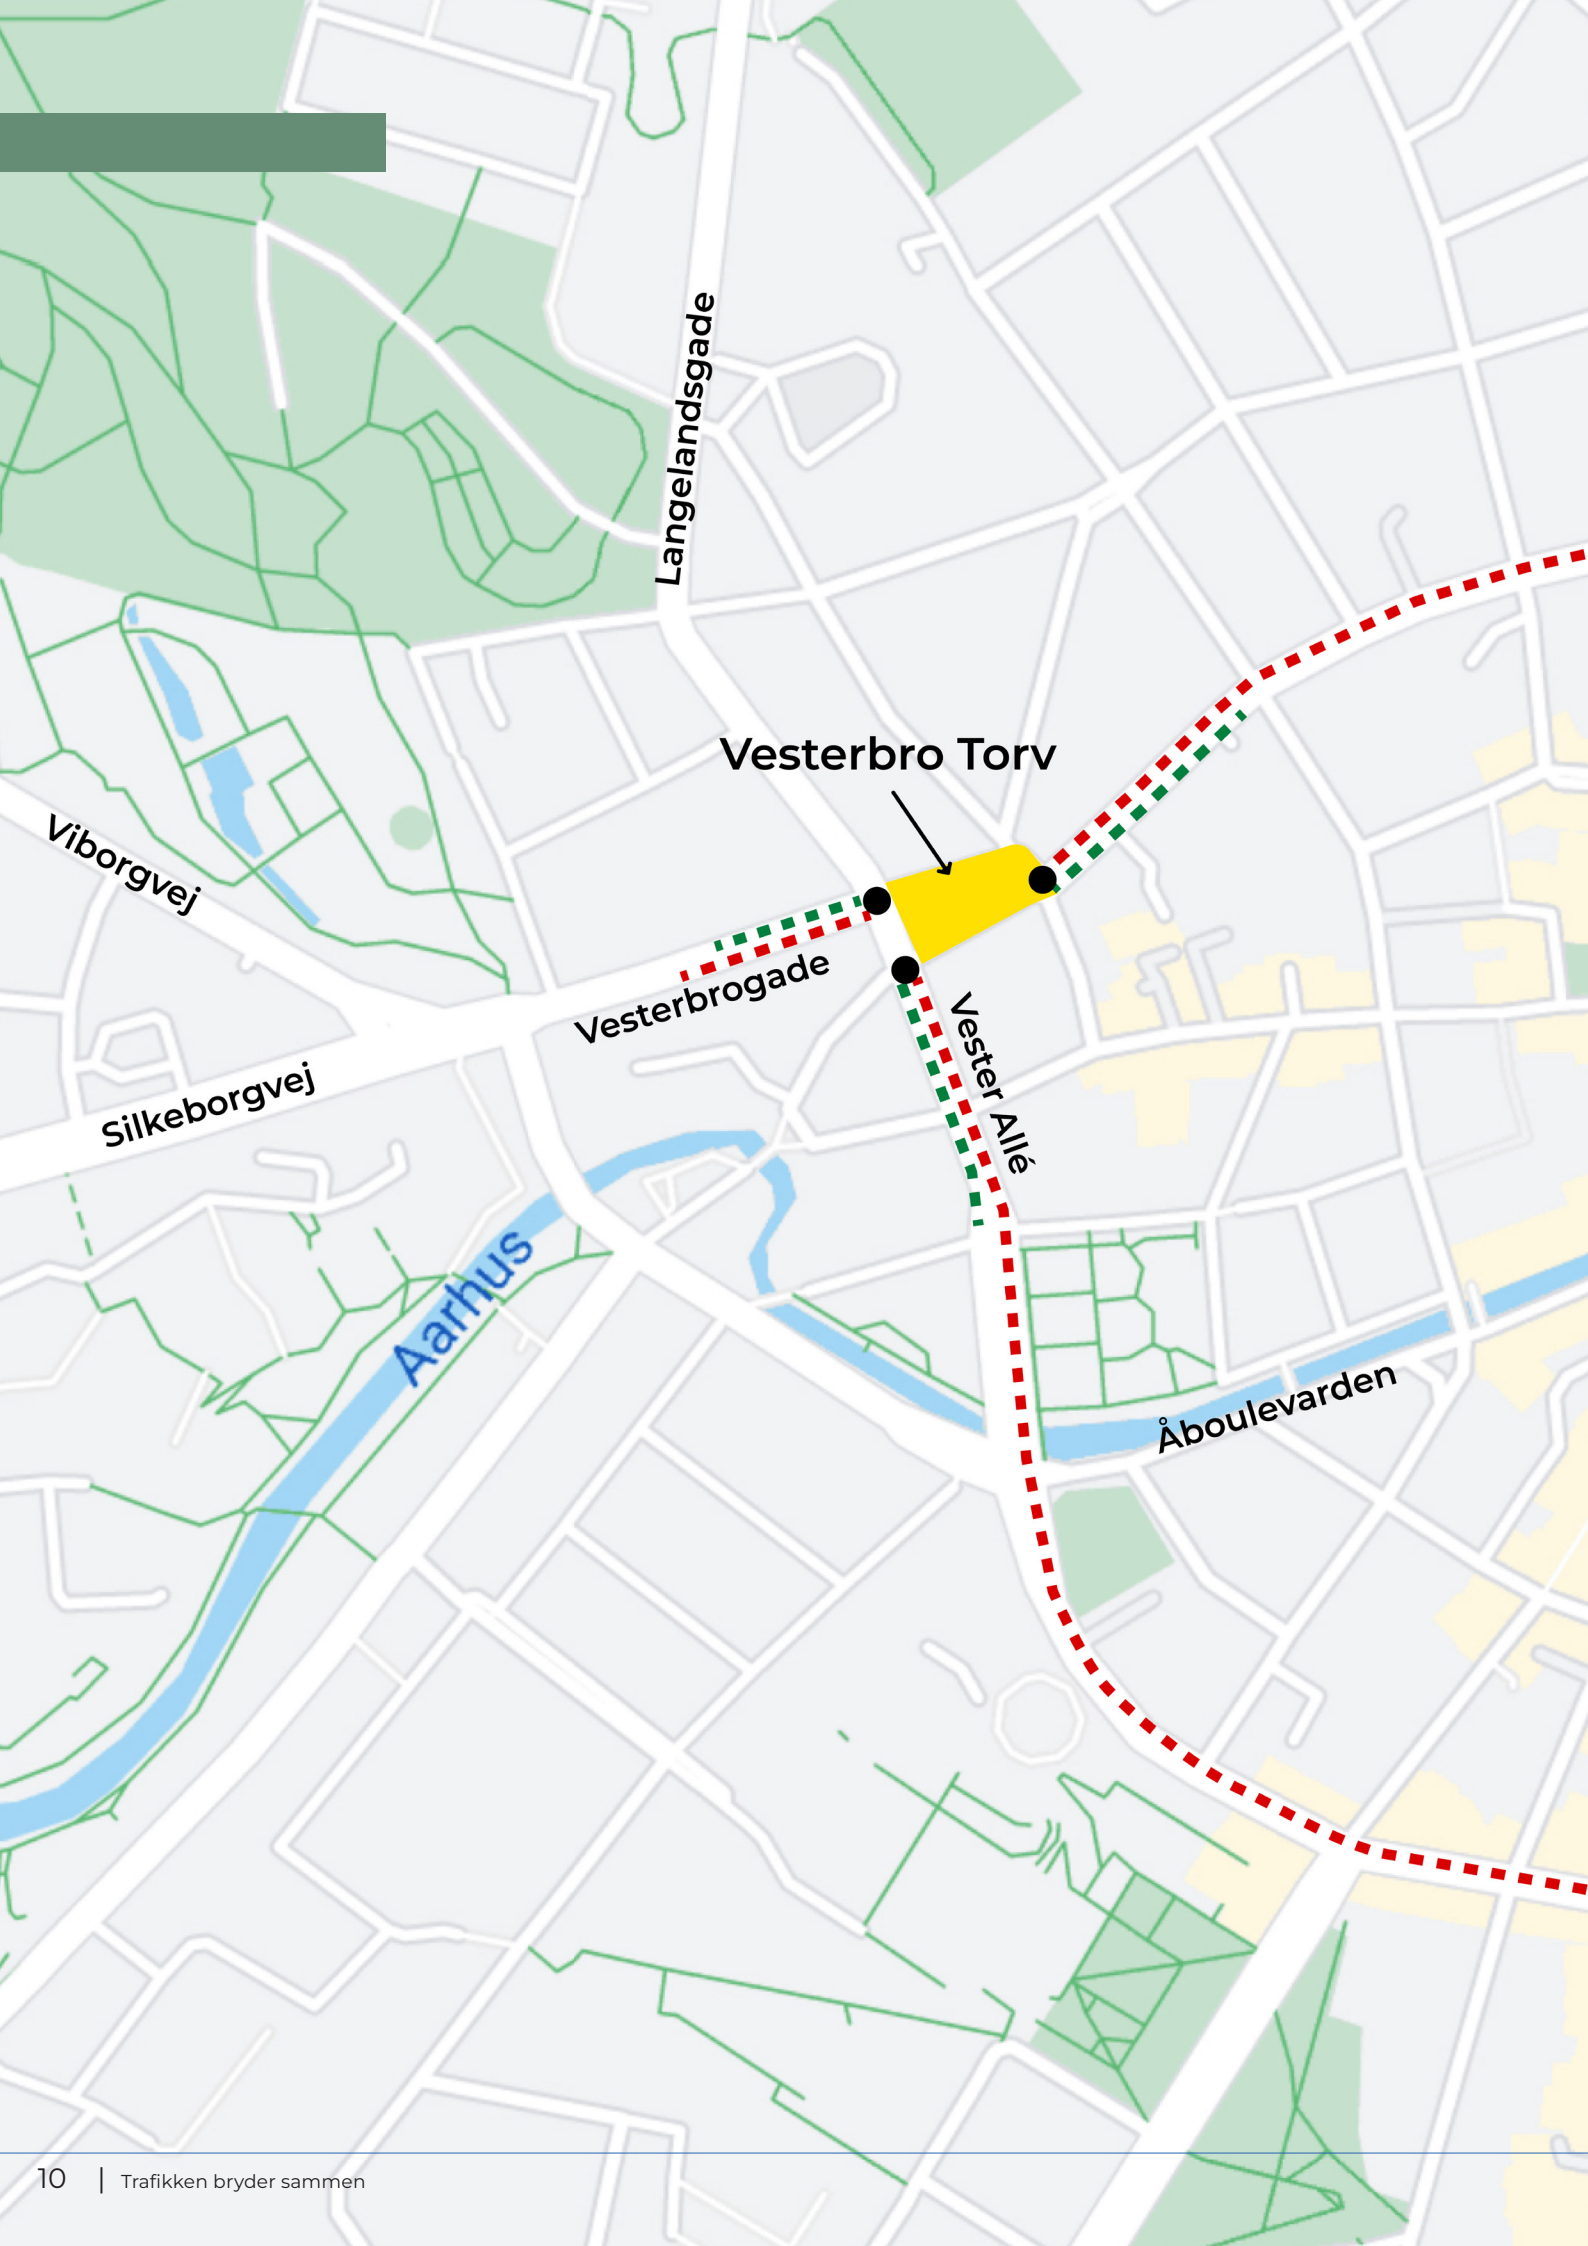 Langelandsgade
Vesterbro Torv
Viborgvej
Vesterbrogade
Vester Allé
Silkeborgvej
Aarhus
Åboulevarden
10 | Trafikken bryder sammen